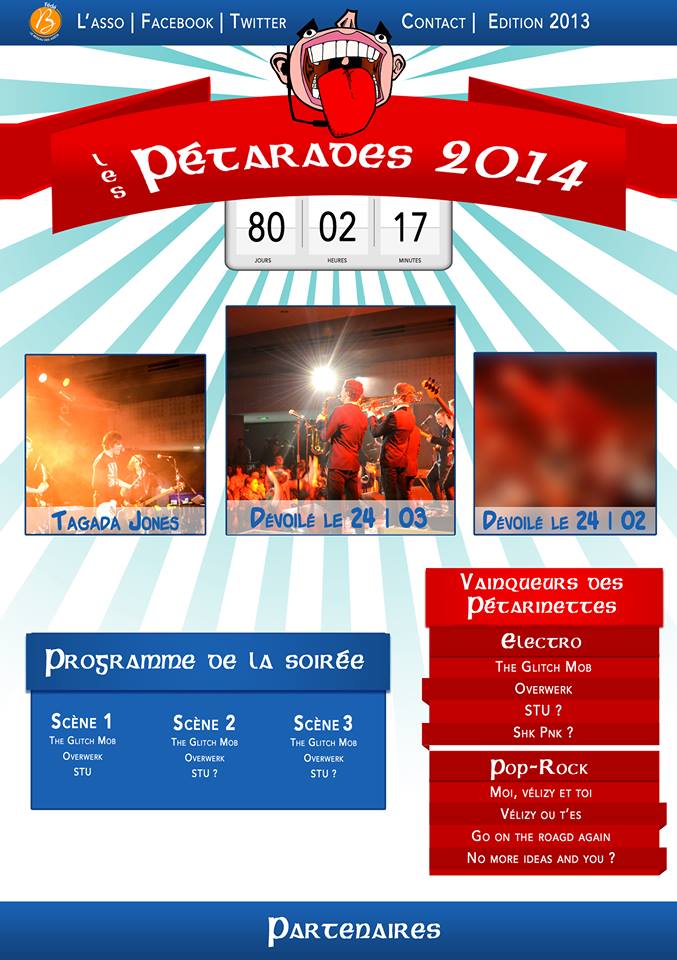 L'asso | Facebook | Twitter
Contact | Edition 2013
les Pétarades 2014
80 02 17
JOURS HEURES MINUTES
Tagada Jones
Dévoilé le 24 | 03
Dévoilé le 24 | 02
Vainqueurs des
Pétarinettes
Electro
The Glitch Mob
Overwerk
STU ?
Shk Pnk ?
Pop-Rock
Moi, vélizy et toi
Vélizy ou t'es
Go on the roagd again
No more ideas and you ?
Programme de la soirée
Scène 1
The Glitch Mob
Overwerk
STU
Scène 2
The Glitch Mob
Overwerk
STU ?
Scène 3
The Glitch Mob
Overwerk
STU ?
Partenaires